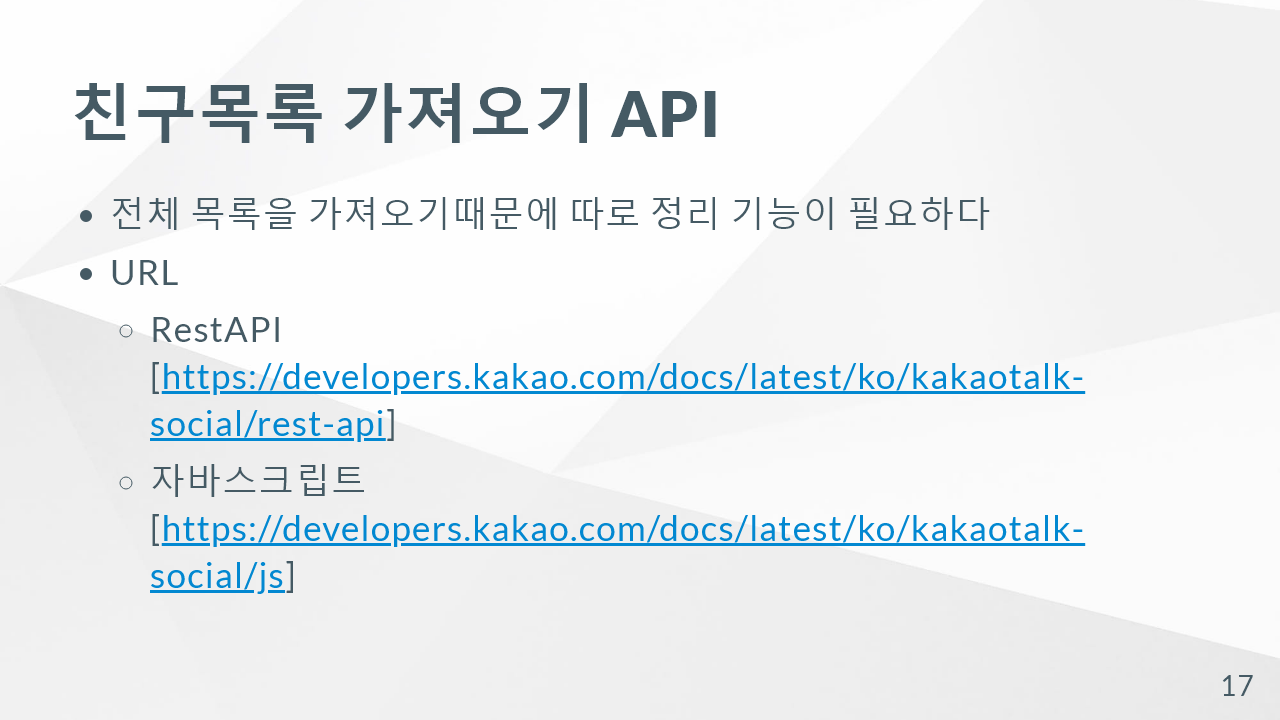 친구목록 가져오기 API
전체 목록을 가져오기때문에 따로 정리 기능이 필요하다
URL
RestAPI
[https://developers.kakao.com/docs/latest/ko/kakaotalk-
social/rest-api]
자바스크립트
[https://developers.kakao.com/docs/latest/ko/kakaotalk-
social/js]
17